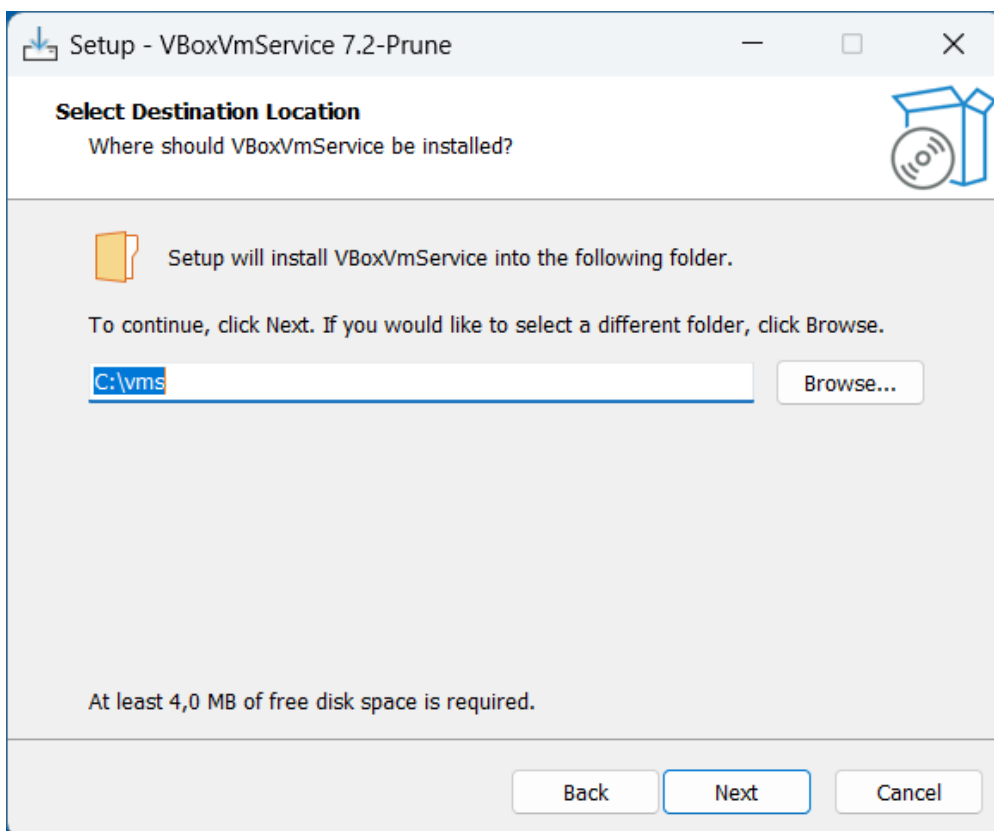 Setup - VBoxVmService 7.2-Prune
Select Destination Location
Where should VBoxVmService be installed?
Setup will install VBoxVmService into the following folder.
To continue, click Next. If you would like to select a different folder, click Browse.
C:\vms
Browse...
At least 4,0 MB of free disk space is required.
Back
Next
Cancel